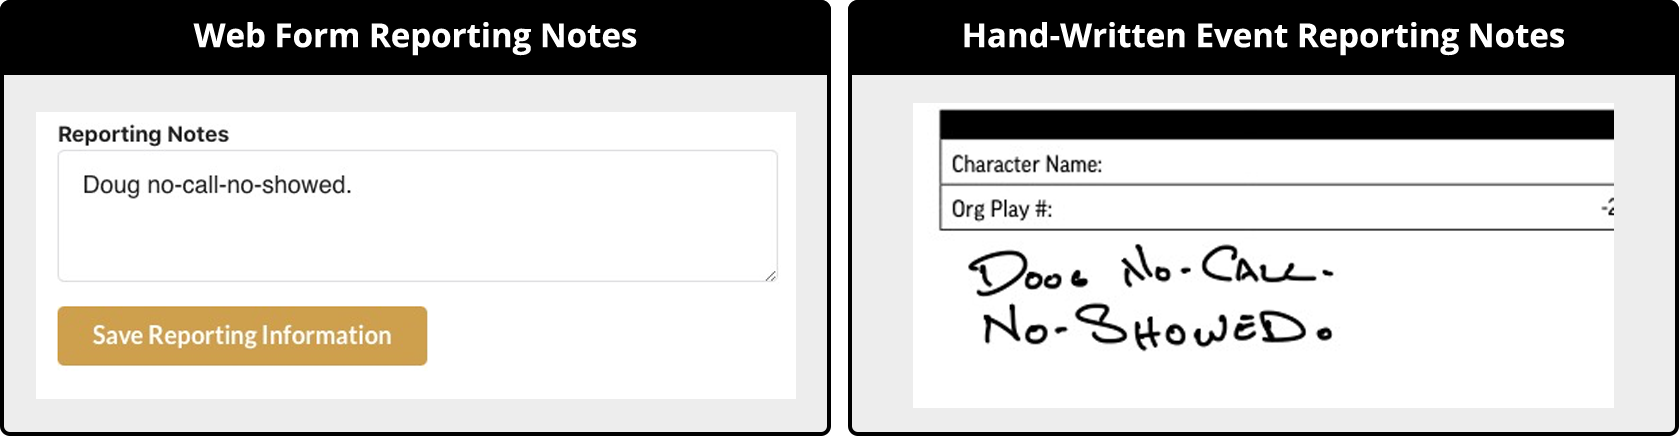 Web Form Reporting Notes
Reporting Notes
Doug no-call-no-showed.
Save Reporting Information
Hand-Written Event Reporting Notes
Character Name:
Org Play #:
-2
DOUG NO-CALL-
NO-SHOWED.